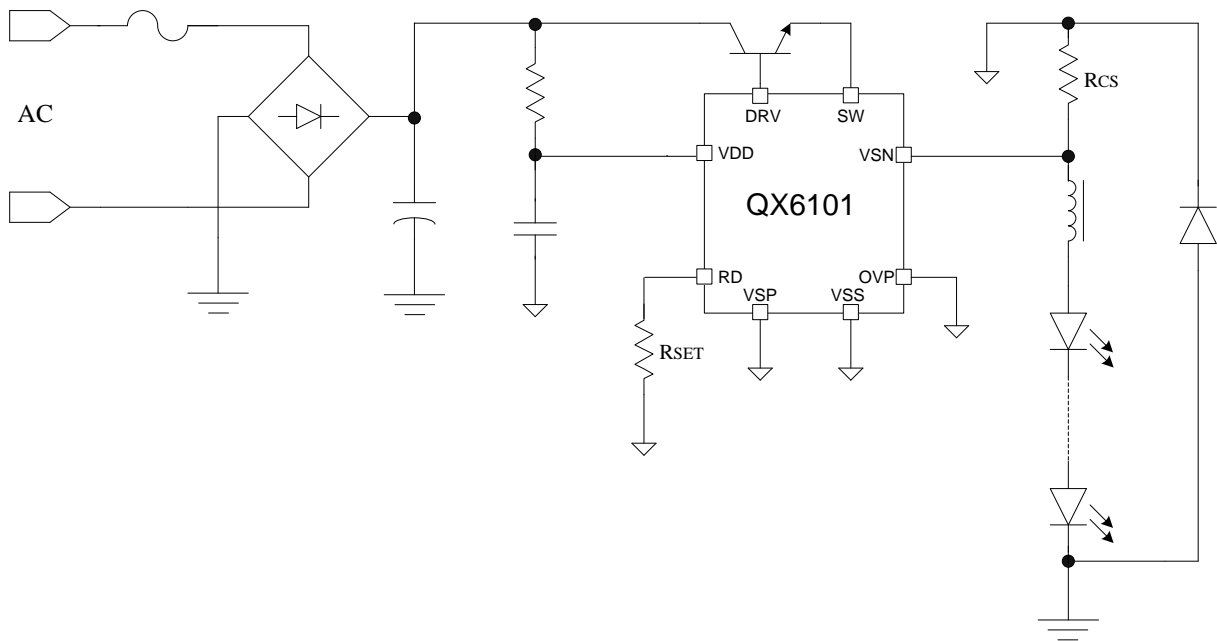 AC
DRV
SW
RCS
VDD
VSN
QX6101
RD
OVP
VSP
VSS
RSET